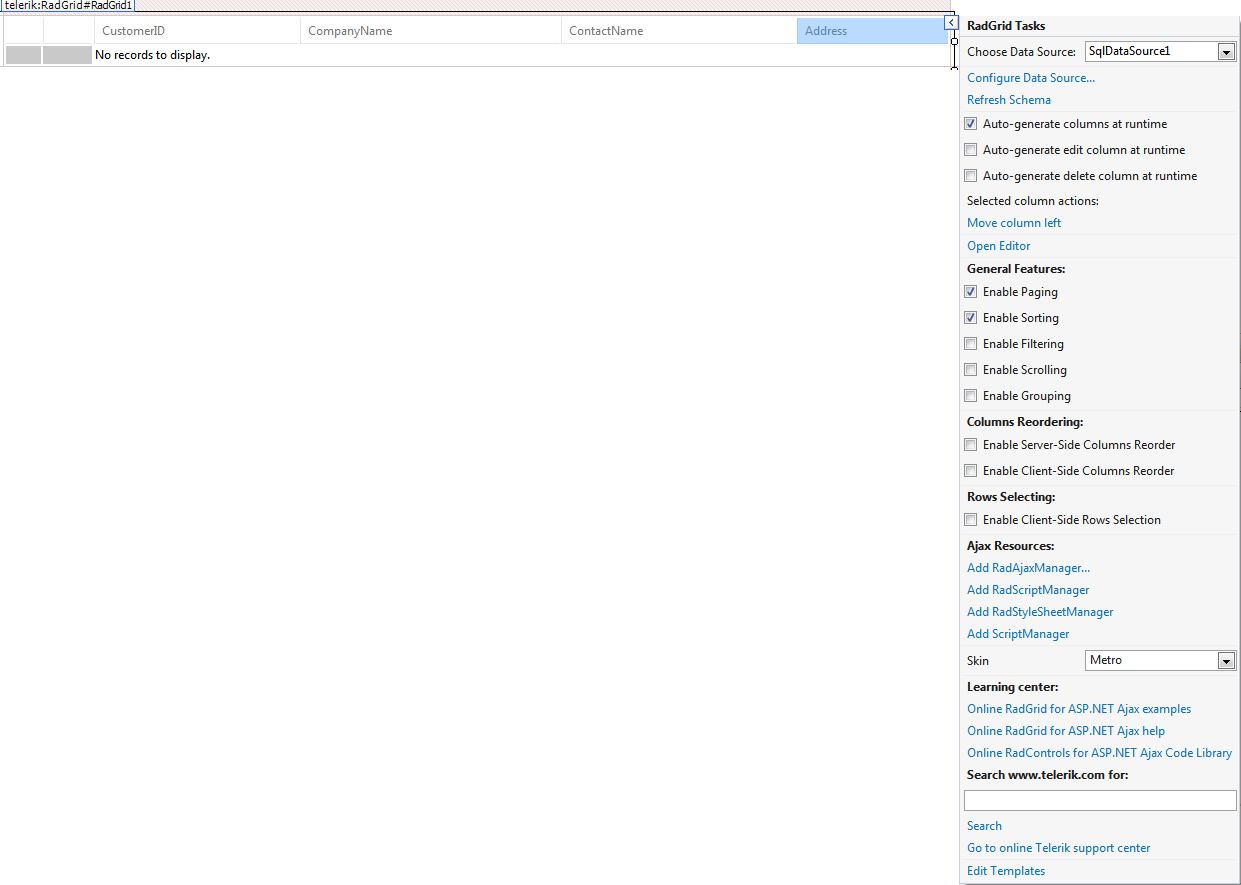 telerik:RadGrid#RadGrid1
CustomerID CompanyName ContactName Address
No records to display.
RadGrid Tasks
Choose Data Source: SqlDataSource1
Configure Data Source...
Refresh Schema
Auto-generate columns at runtime
Auto-generate edit column at runtime
Auto-generate delete column at runtime
Selected column actions:
Move column left
Open Editor
General Features:
Enable Paging
Enable Sorting
Enable Filtering
Enable Scrolling
Enable Grouping
Columns Reordering:
Enable Server-Side Columns Reorder
Enable Client-Side Columns Reorder
Rows Selecting:
Enable Client-Side Rows Selection
Ajax Resources:
Add RadAjaxManager...
Add RadScriptManager
Add RadStyleSheetManager
Add ScriptManager
Skin Metro
Learning center:
Online RadGrid for ASP.NET Ajax examples
Online RadGrid for ASP.NET Ajax help
Online RadControls for ASP.NET Ajax Code Library
Search www.telerik.com for:
Search
Go to online Telerik support center
Edit Templates